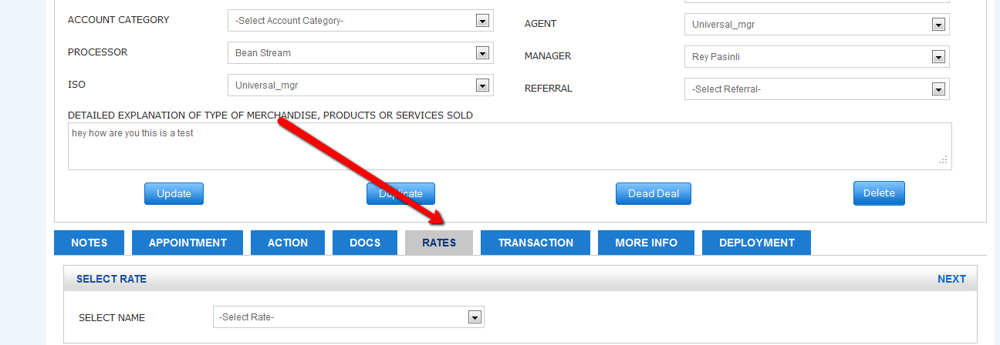 ACCOUNT CATEGORY -Select Account Category- AGENT Universal_mgr
PROCESSOR Bean Stream MANAGER Rey Pasinli
ISO Universal_mgr REFERRAL -Select Referral-
DETAILED EXPLANATION OF TYPE OF MERCHANDISE, PRODUCTS OR SERVICES SOLD
hey how are you this is a test
Update Duplicate Dead Deal Delete
NOTES APPOINTMENT ACTION DOCS RATES TRANSACTION MORE INFO DEPLOYMENT
SELECT RATE NEXT
SELECT NAME -Select Rate-